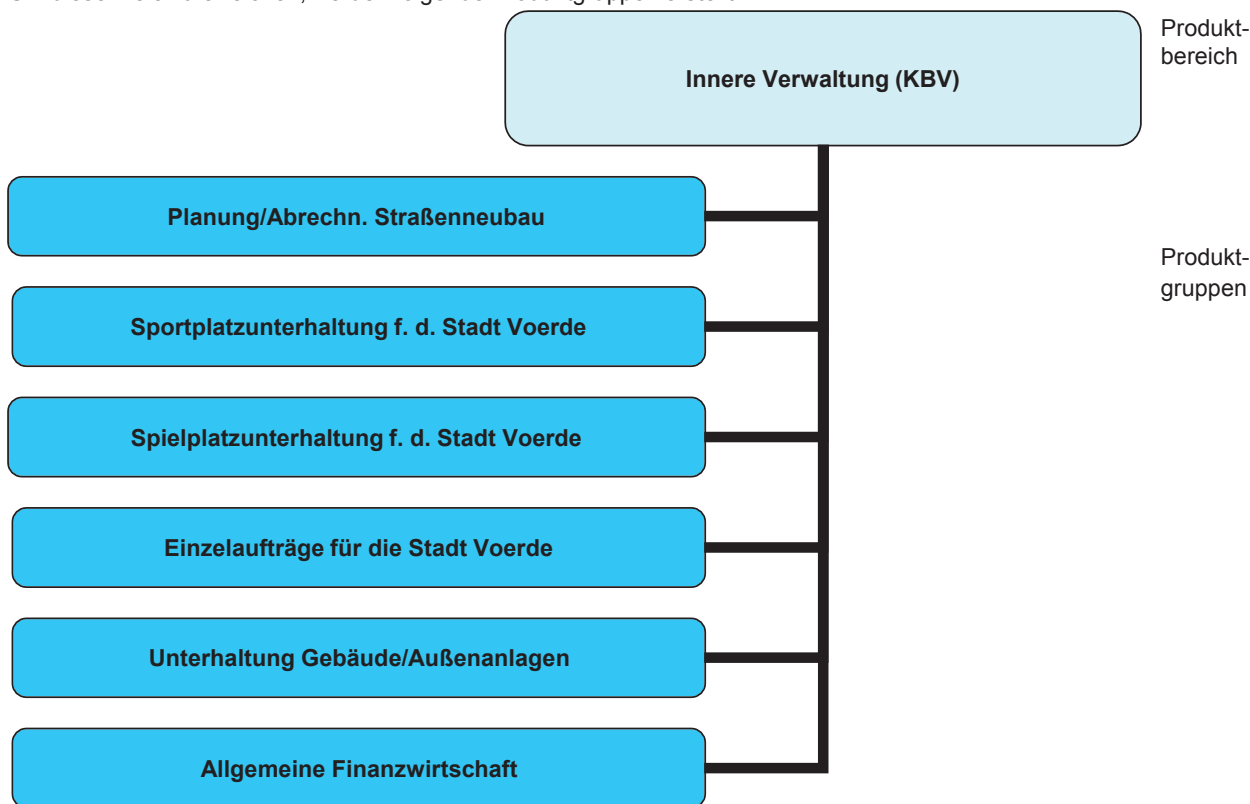 Produkt-
bereich
Innere Verwaltung (KBV)
Planung/Abrechn. Straßenneubau
Produkt-
gruppen
Sportplatzunterhaltung f. d. Stadt Voerde
Spielplatzunterhaltung f. d. Stadt Voerde
Einzelaufträge für die Stadt Voerde
Unterhaltung Gebäude/Außenanlagen
Allgemeine Finanzwirtschaft